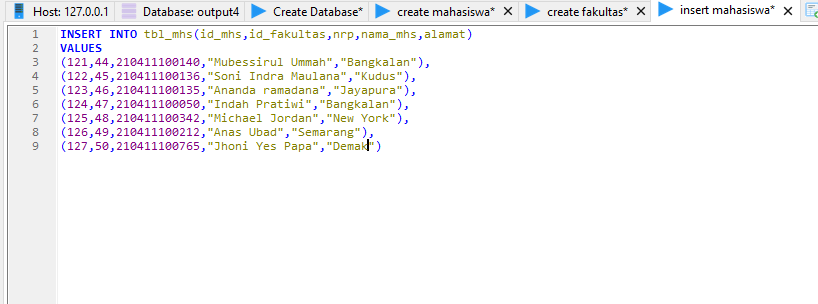 Host: 127.0.0.1 Database: output4 Create Database* create mahasiswa* create fakultas* insert mahasiswa*
1 INSERT INTO tbl_mhs(id_mhs,id_fakultas,nrp,nama_mhs,alamat)
2 VALUES
3 (121,44,210411100140,"Mubessirul Ummah","Bangkalan"),
4 (122,45,210411100136,"Soni Indra Maulana","Kudus"),
5 (123,46,210411100135,"Ananda ramadana","Jayapura"),
6 (124,47,210411100050,"Indah Pratiwi","Bangkalan"),
7 (125,48,210411100342,"Michael Jordan","New York"),
8 (126,49,210411100212,"Anas Ubad","Semarang"),
9 (127,50,210411100765,"Jhoni Yes Papa","Demak")